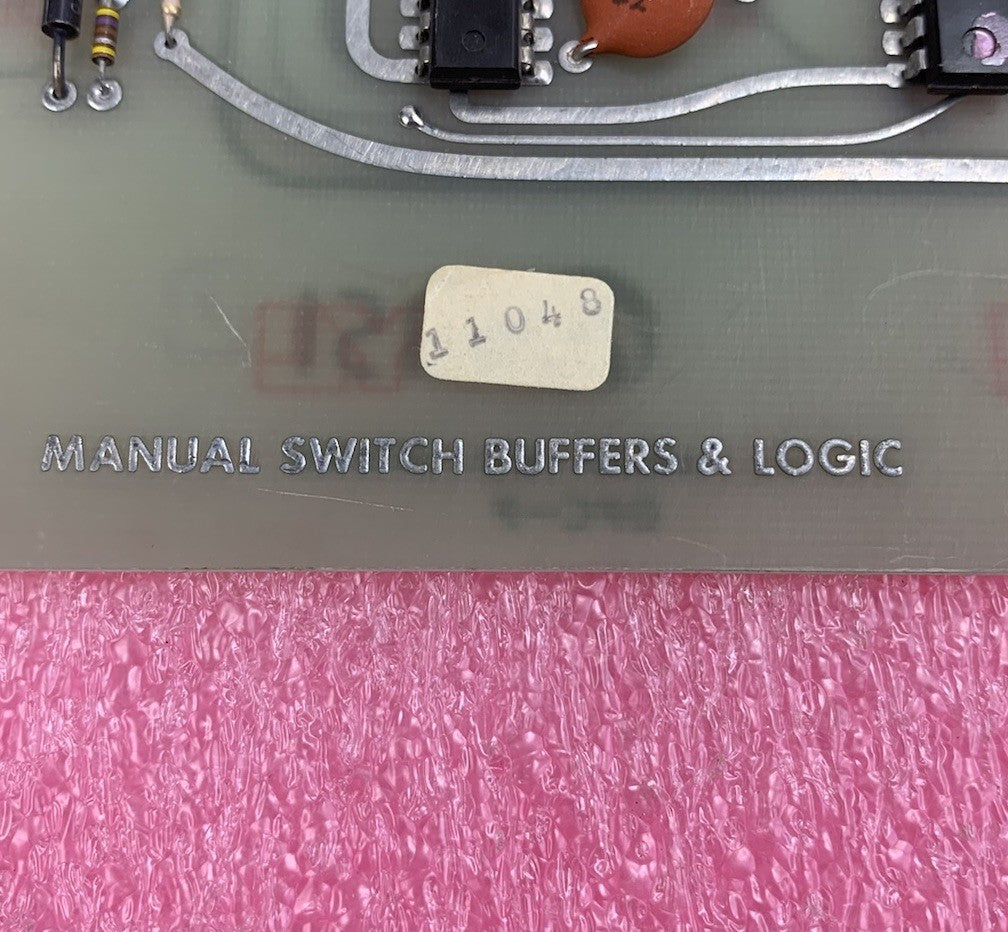 11048
MANUAL SWITCH BUFFERS & LOGIC